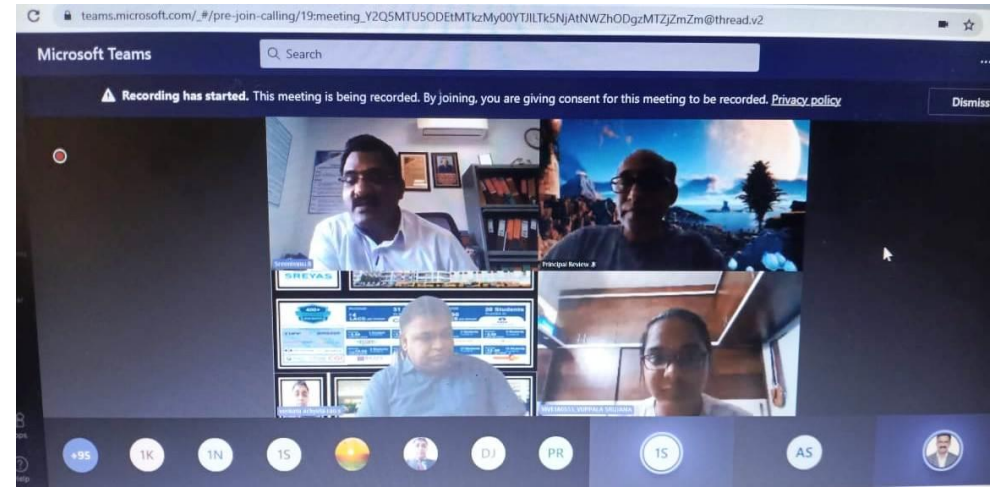 teams.microsoft.com/_#/pre-join-calling/19:meeting_Y2Q5MTU5ODEtMTkzMy00YTJlLTk5NjAtNWZhODgzMTZjZmZm@thread.v2
Microsoft Teams
Search
Recording has started. This meeting is being recorded. By joining, you are giving consent for this meeting to be recorded. Privacy policy
Dismiss
Principal Review
SREYAS
+95
1K
1N
1S
DJ
PR
1S
AS